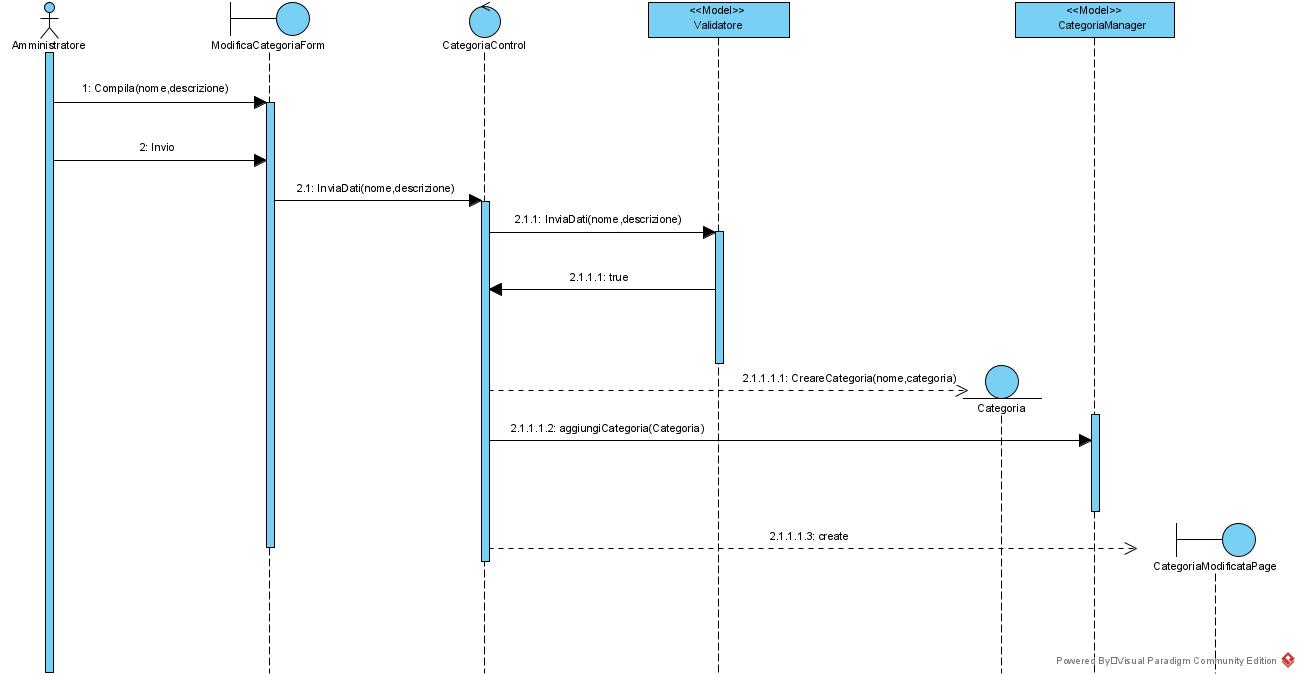 <<Model>>
Validatore
<<Model>>
CategoriaManager
Amministratore
ModificaCategoriaForm
CategoriaControl
1: Compila(nome,descrizione)
2: Invio
2.1: InviaDati(nome,descrizione)
2.1.1: InviaDati(nome,descrizione)
2.1.1.1: true
2.1.1.1.1: CreareCategoria(nome,categoria)
Categoria
2.1.1.1.2: aggiungiCategoria(Categoria)
2.1.1.1.3: create
CategoriaModificataPage
Powered By Visual Paradigm Community Edition